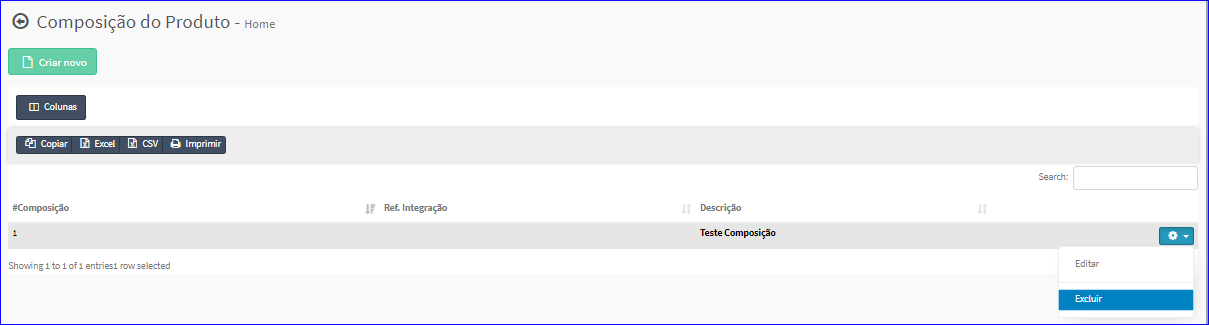 Composição do Produto - Home
Criar novo
Colunas
Copiar Excel CSV Imprimir
Search:
#Composição Ref. Integração Descrição
1 Teste Composição
Showing 1 to 1 of 1 entries1 row selected
Editar
Excluir